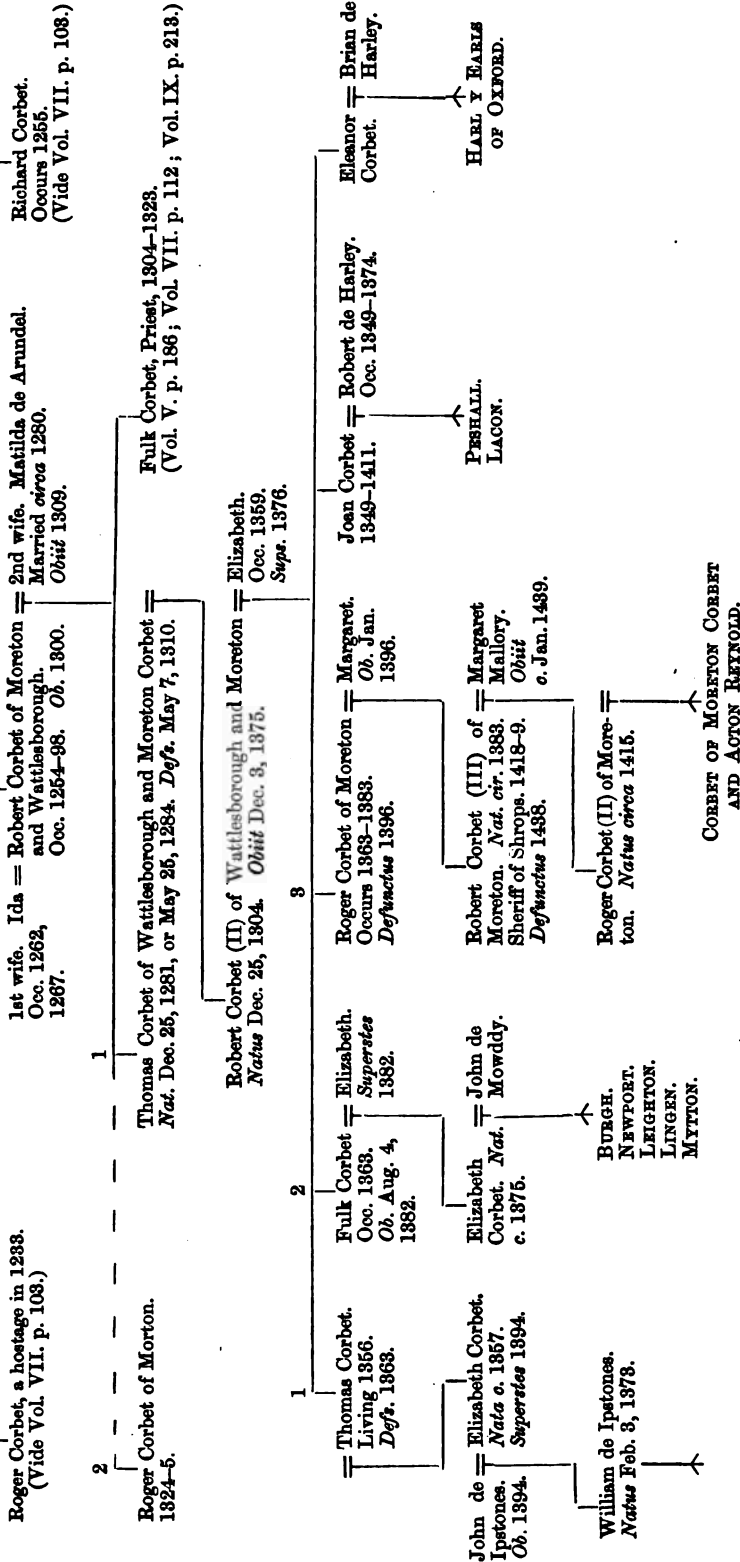 Roger Corbet, a hostage in 1233.
(Vide Vol. VII. p. 103.)
1st wife. Ida = Robert Corbet of Moreton = 2nd wife. Matilda de Arundel.
Occ. 1262,
1267.
and Wattlesborough.
Occ. 1254–98. Ob. 1300.
Married circa 1280.
Obiit 1309.
Richard Corbet.
Occurs 1255.
(Vide Vol. VII. p. 103.)
2
Roger Corbet of Morton.
1324–5.
1
Thomas Corbet of Wattlesborough and Moreton Corbet =
Nat. Dec. 25, 1281, or May 25, 1284. Defs. May 7, 1310.
Fulk Corbet, Priest, 1304–1323.
(Vol. V. p. 186; Vol. VII. p. 112; Vol. IX. p. 213.)
Robert Corbet (II) of Wattlesborough and Moreton = Elizabeth.
Natus Dec. 25, 1304. Obiit Dec. 3, 1375.
Occ. 1359.
Sups. 1376.
1
= Thomas Corbet.
Living 1356.
Defs. 1363.
2
Fulk Corbet = Elizabeth.
Occ. 1363.
Ob. Aug. 4,
1382.
Superstes
1382.
3
Roger Corbet of Moreton = Margaret.
Occurs 1363–1383.
Defunctus 1396.
Ob. Jan.
1396.
Joan Corbet = Robert de Harley.
1349–1411.
Occ. 1349–1374.
Eleanor = Brian de
Corbet.
Harley.
John de = Elizabeth Corbet.
Ipstones.
Ob. 1394.
Nata c. 1357.
Superstes 1394.
Elizabeth = John de
Corbet. Nat.
c. 1375.
Mowddy.
Robert Corbet (III) of = Margaret
Moreton. Nat. cir. 1383.
Sheriff of Shrops. 1418–9.
Defunctus 1438.
Mallory.
Obiit
c. Jan. 1439.
PESHALL.
LACON.
HARL Y EARLS
OF OXFORD.
William de Ipstones.
Natus Feb. 3, 1373.
BURGH.
NEWPORT.
LEIGHTON.
LINGEN.
MYTTON.
Roger Corbet (II) of More- =
ton. Natus circa 1415.
CORBET OF MORETON CORBET
AND ACTON REYNOLD.